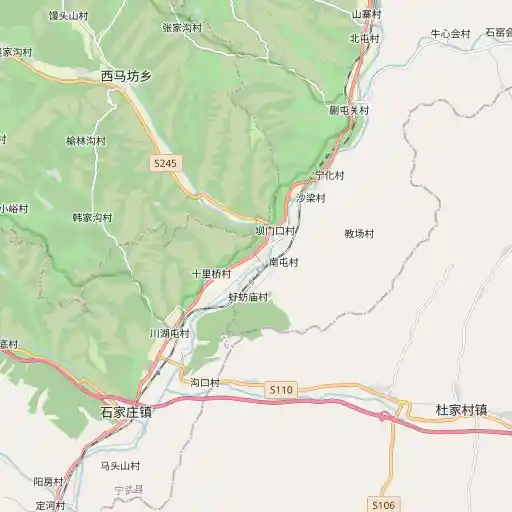 馒头山村
山寨村
张家沟村
北屯村
牛心会村
石窑会
家沟村
西马坊乡
蒯屯关村
榆林沟村
S245
宁化村
沙梁村
小峪村
韩家沟村
坝门口村
教场村
南屯村
十里桥村
好蚄庙村
川湖屯村
底村
沟口村
S110
石家庄镇
杜家村镇
马头山村
阳房村
宁武县
定河村
S106